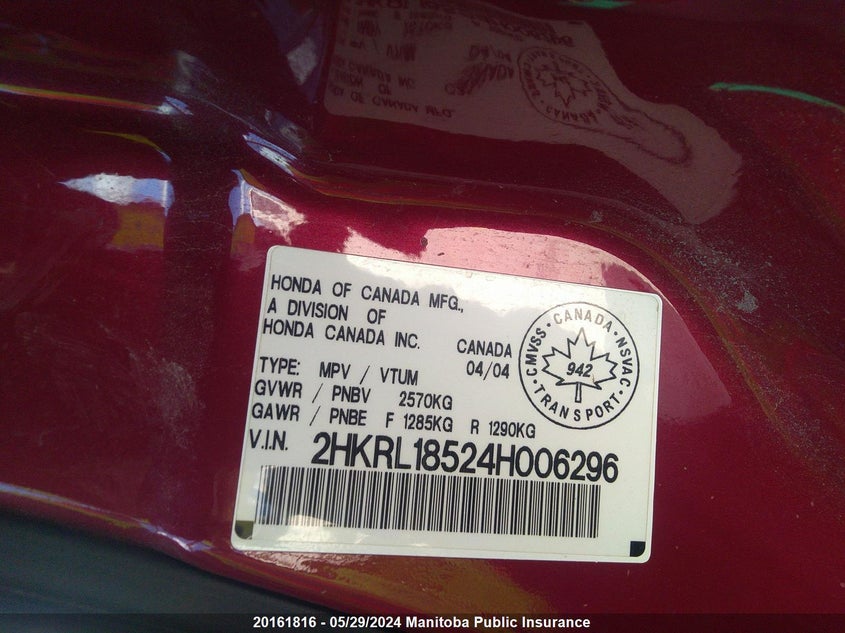 HONDA OF CANADA MFG.,
A DIVISION OF
HONDA CANADA INC.
CANADA
04/04
CMVSS • CANADA • NSVAC • TRANSPORT •
942
TYPE: MPV / VTUM
GVWR / PNBV 2570KG
GAWR / PNBE F 1285KG R 1290KG
V.I.N. 2HKRL18524H006296
20161816 - 05/29/2024 Manitoba Public Insurance